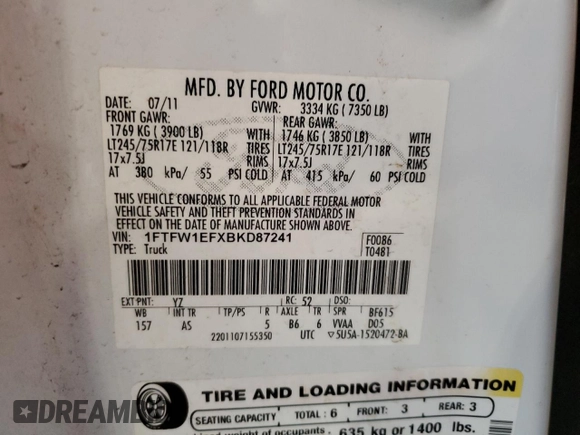 MFD. BY FORD MOTOR CO.
DATE: 07/11 GVWR: 3334 KG ( 7350 LB)
FRONT GAWR: REAR GAWR:
1769 KG ( 3900 LB) WITH 1746 KG ( 3850 LB) WITH
LT245/75R17E 121/118R TIRES LT245/75R17E 121/118R TIRES
17x7.5J RIMS 17x7.5J RIMS
AT 380 kPa/ 55 PSI COLD AT 415 kPa/ 60 PSI COLD
THIS VEHICLE CONFORMS TO ALL APPLICABLE FEDERAL MOTOR
VEHICLE SAFETY AND THEFT PREVENTION STANDARDS IN
EFFECT ON THE DATE OF MANUFACTURE SHOWN ABOVE.
VIN: 1FTFW1EFXBKD87241 F0086
TYPE: Truck T0481
EXT PNT: YZ RC: 52 DSO:
WB INT TR TP/PS R AXLE TR SPR BF615
157 AS 5 B6 6 VVAA D05
2201107155350 UTC ▽5U5A-1520472-BA
TIRE AND LOADING INFORMATION
SEATING CAPACITY TOTAL : 6 FRONT: 3 REAR: 3
weight of occupants 635 kg or 1400 lbs.
Ford